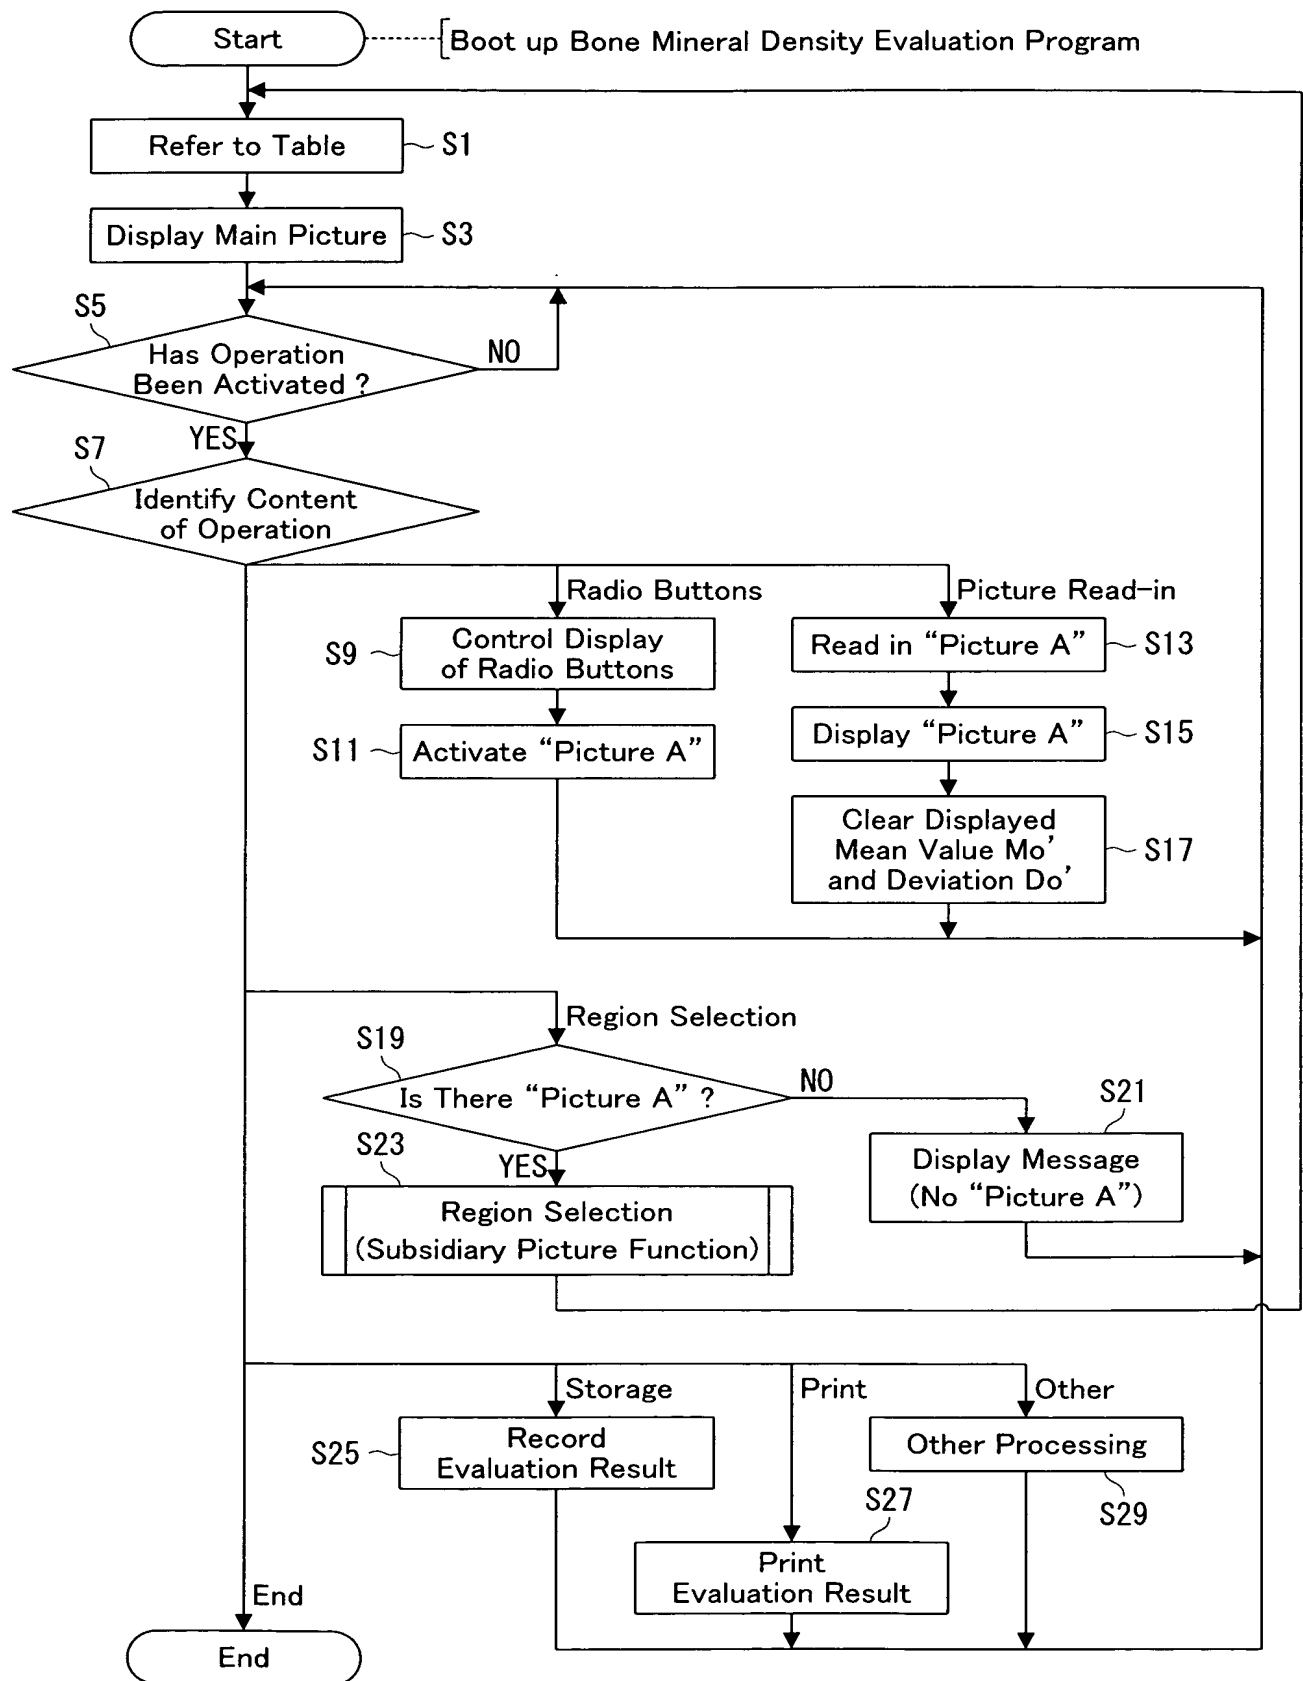 Start
Boot up Bone Mineral Density Evaluation Program
Refer to Table
S1
Display Main Picture
S3
S5
Has Operation
Been Activated ?
NO
YES
S7
Identify Content
of Operation
Radio Buttons
Picture Read-in
S9
Control Display
of Radio Buttons
Read in “Picture A”
S13
S11
Activate “Picture A”
Display “Picture A”
S15
Clear Displayed
Mean Value Mo’
and Deviation Do’
S17
Region Selection
S19
Is There “Picture A” ?
NO
S21
Display Message
(No “Picture A”)
YES
S23
Region Selection
(Subsidiary Picture Function)
Storage
Print
Other
S25
Record
Evaluation Result
Other Processing
S29
S27
Print
Evaluation Result
End
End